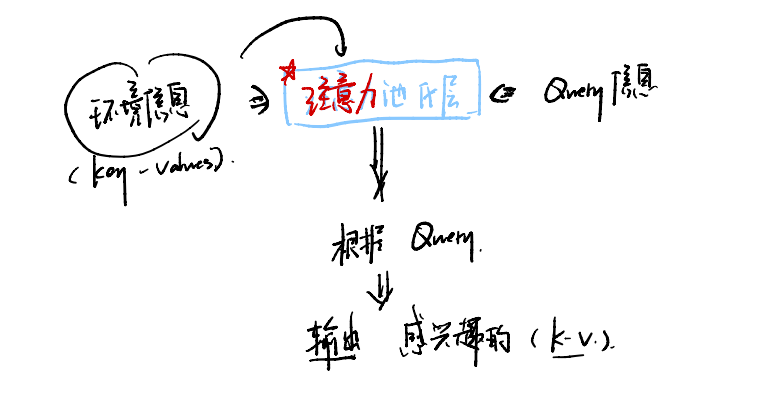 环境信息 ⇒ 注意力池化层 ⇐ Query信息
(key-values).
根据 Query.
输出 感兴趣的 (k-v.).